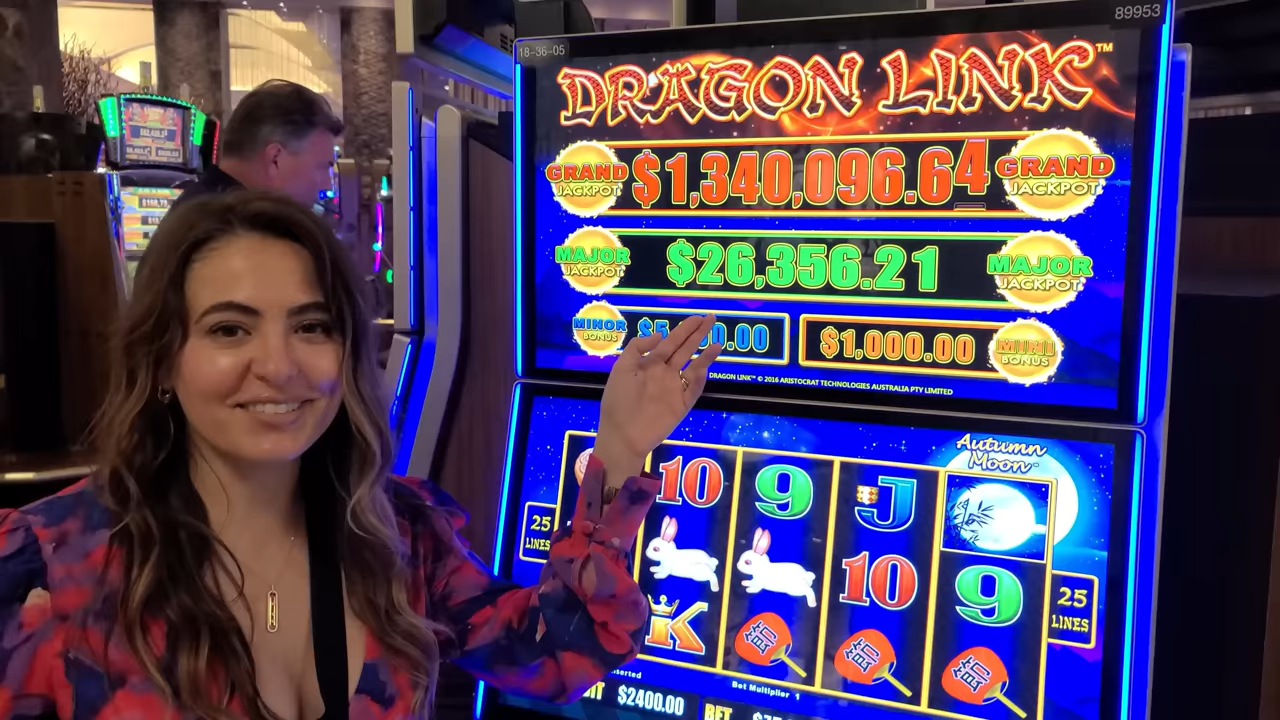 89953
18-36-05
DRAGON LINK™
GRAND JACKPOT $1,340,096.64 GRAND JACKPOT
MAJOR JACKPOT $26,356.21 MAJOR JACKPOT
MINOR BONUS $1,000.00 MINI BONUS
DRAGON LINK™ © 2016 ARISTOCRAT TECHNOLOGIES AUSTRALIA PTY LIMITED
Autumn
Moon
10 9 J
25
LINES
10 9
25
LINES
K
Bet Multiplier 1
$2400.00 BET